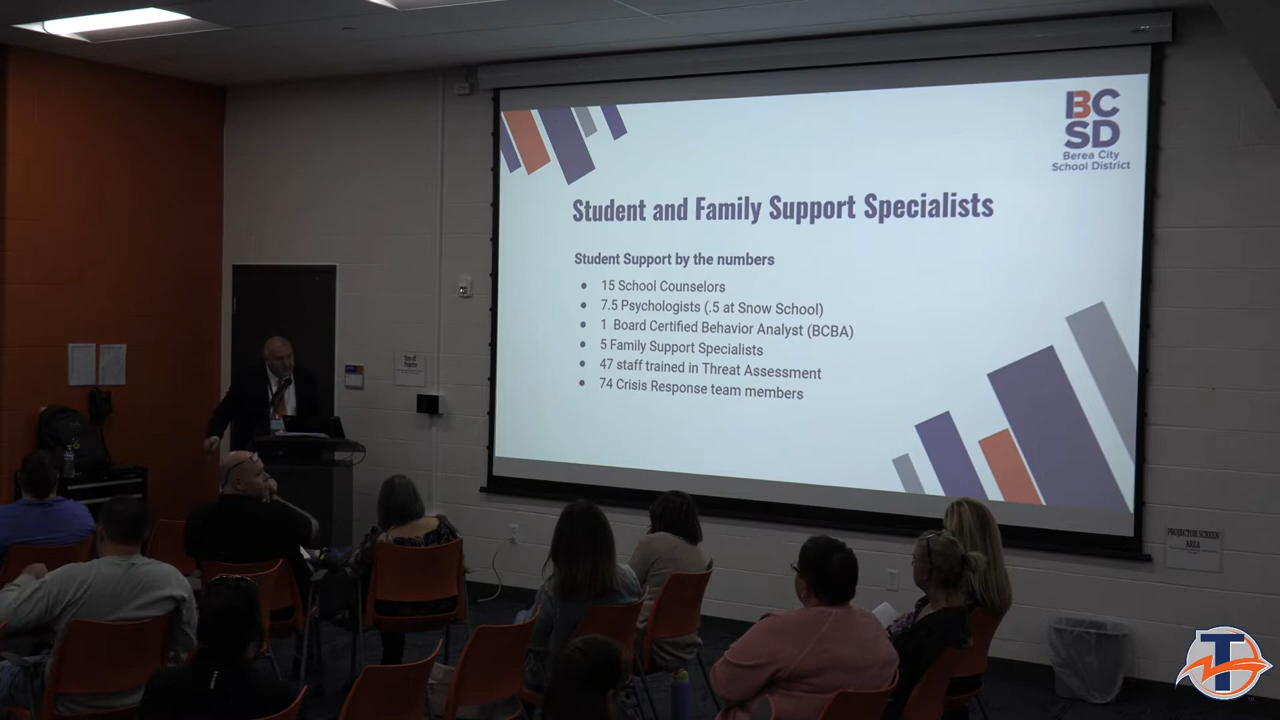 BC
SD
Berea City
School District
Student and Family Support Specialists
Student Support by the numbers
● 15 School Counselors
● 7.5 Psychologists (.5 at Snow School)
● 1 Board Certified Behavior Analyst (BCBA)
● 5 Family Support Specialists
● 47 staff trained in Threat Assessment
● 74 Crisis Response team members
PROJECTOR SCREEN
AREA
T